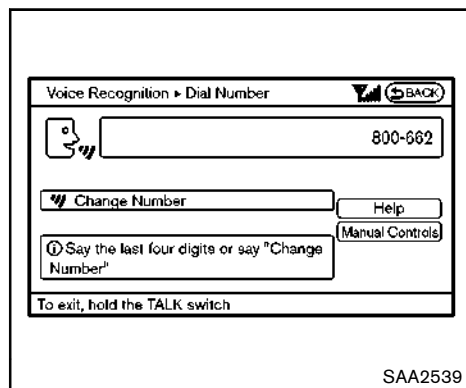 Voice Recognition ▸ Dial Number
BACK
800-662
Change Number
Help
Manual Controls
Say the last four digits or say "Change
Number"
To exit, hold the TALK switch
SAA2539